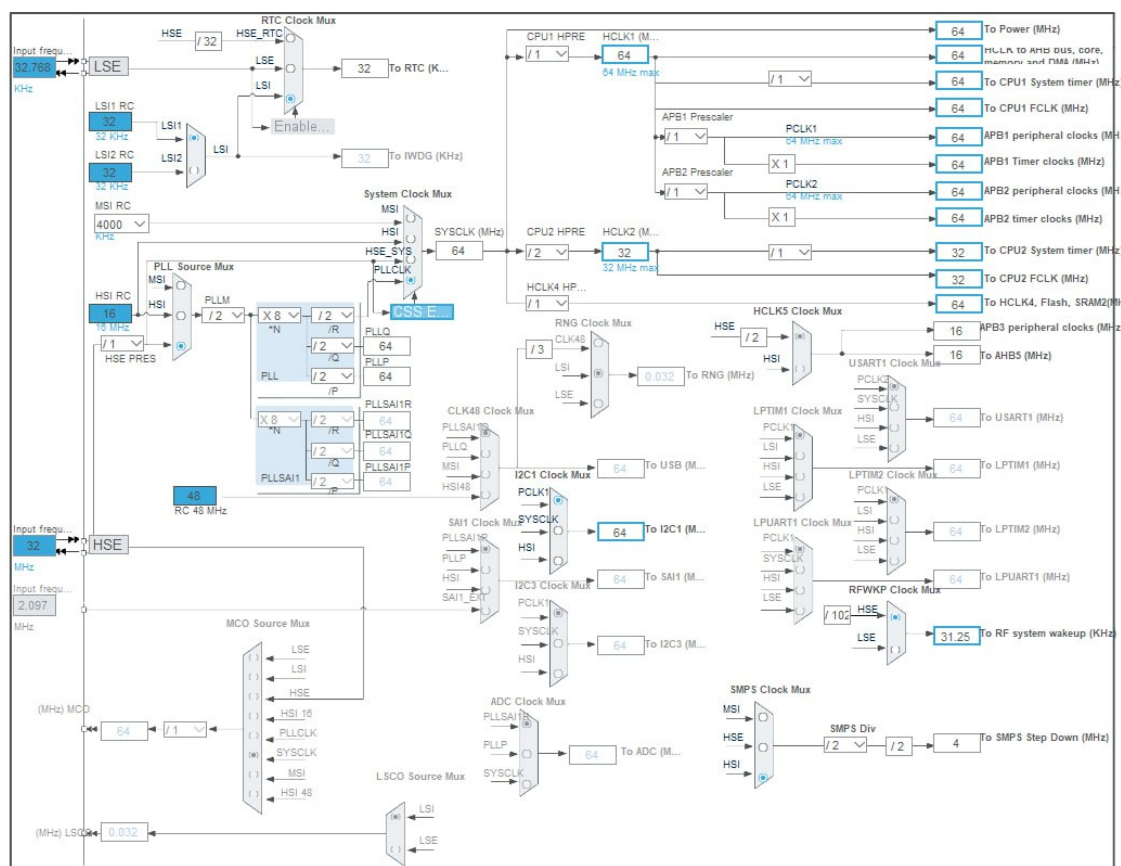 RTC Clock Mux
HSE
/ 32
HSE_RTC
Input frequ...
32.768
KHz
LSE
LSE
LSI
32
To RTC (K...
Enable...
LSI1 RC
32
32 KHz
LSI1
LSI2 RC
32
32 KHz
LSI2
LSI
32
To IWDG (KHz)
MSI RC
4000
KHz
System Clock Mux
MSI
HSI
HSE_SYS
PLLCLK
SYSCLK (MHz)
64
CSS E...
HSI RC
16
16 MHz
PLL Source Mux
MSI
HSI
/ 1
HSE PRES
PLLM
/ 2
X 8
*N
/ 2
/R
PLLQ
/ 2
64
/Q
PLLP
/ 2
64
/P
PLL
X 8
*N
/ 2
/R
PLLSAI1R
64
PLLSAI1Q
/ 2
64
/Q
PLLSAI1P
/ 2
64
/P
PLLSAI1
48
RC 48 MHz
Input frequ...
32
MHz
HSE
Input frequ...
2.097
MHz
CPU1 HPRE
/ 1
HCLK1 (M...
64
64 MHz max
64
To Power (MHz)
64
HCLK to AHB bus, core,
memory and DMA (MHz)
/ 1
64
To CPU1 System timer (MHz)
64
To CPU1 FCLK (MHz)
APB1 Prescaler
/ 1
PCLK1
64 MHz max
64
APB1 peripheral clocks (MH
X 1
64
APB1 Timer clocks (MHz)
APB2 Prescaler
/ 1
PCLK2
64 MHz max
64
APB2 peripheral clocks (MH
X 1
64
APB2 timer clocks (MHz)
CPU2 HPRE
/ 2
HCLK2 (M...
32
32 MHz max
/ 1
32
To CPU2 System timer (MHz)
32
To CPU2 FCLK (MHz)
HCLK4 HP...
/ 1
64
To HCLK4, Flash, SRAM2(MH
HCLK5 Clock Mux
HSE
/ 2
HSI
16
APB3 peripheral clocks (MHz
16
To AHB5 (MHz)
RNG Clock Mux
/ 3
CLK48
LSI
LSE
0.032
To RNG (MHz)
CLK48 Clock Mux
PLLSAI1Q
PLLQ
MSI
HSI48
64
To USB (M...
USART1 Clock Mux
PCLK2
SYSCLK
HSI
LSE
64
To USART1 (MHz)
LPTIM1 Clock Mux
PCLK1
LSI
HSI
LSE
64
To LPTIM1 (MHz)
I2C1 Clock Mux
PCLK1
SYSCLK
HSI
64
To I2C1 (M...
LPTIM2 Clock Mux
PCLK1
LSI
HSI
LSE
64
To LPTIM2 (MHz)
SAI1 Clock Mux
PLLSAI1P
PLLP
HSI
SAI1_EXT
64
To SAI1 (M...
LPUART1 Clock Mux
PCLK1
SYSCLK
HSI
LSE
64
To LPUART1 (MHz)
I2C3 Clock Mux
PCLK1
SYSCLK
HSI
64
To I2C3 (M...
RFWKP Clock Mux
/ 102
HSE
LSE
31.25
To RF system wakeup (KHz)
MCO Source Mux
LSE
LSI
HSE
HSI 16
PLLCLK
SYSCLK
MSI
HSI 48
(MHz) MCO
64
/ 1
ADC Clock Mux
PLLSAI1R
PLLP
SYSCLK
64
To ADC (M...
SMPS Clock Mux
MSI
HSE
HSI
SMPS Div
/ 2
/ 2
4
To SMPS Step Down (MHz)
LSCO Source Mux
LSI
LSE
(MHz) LSCO
0.032